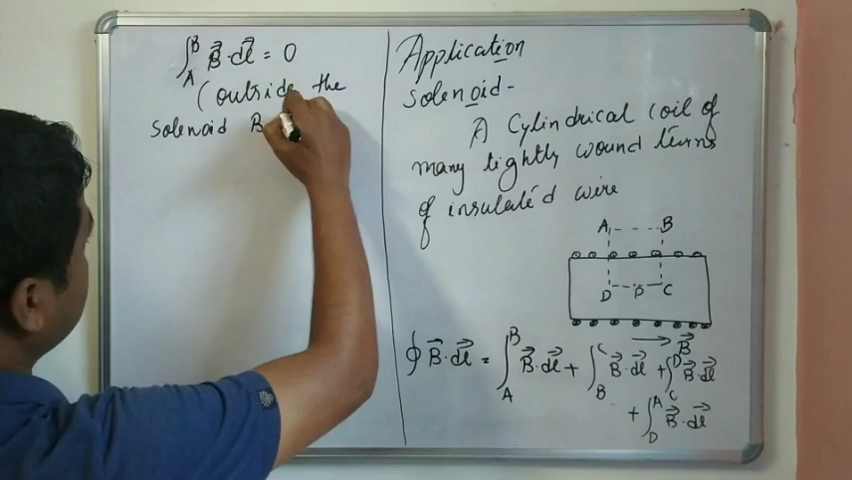 ∫_A^B B⃗·dl⃗ = 0
(outside the
solenoid B
Application
solenoid-
A Cylindrical coil of
many tightly wound turns
of insulated wire
A B
D P C
B⃗
∮ B⃗·dl⃗ = ∫_A^B B⃗·dl⃗ + ∫_B^C B⃗·dl⃗ + ∫_C^D B⃗·dl⃗
+ ∫_D^A B⃗·dl⃗